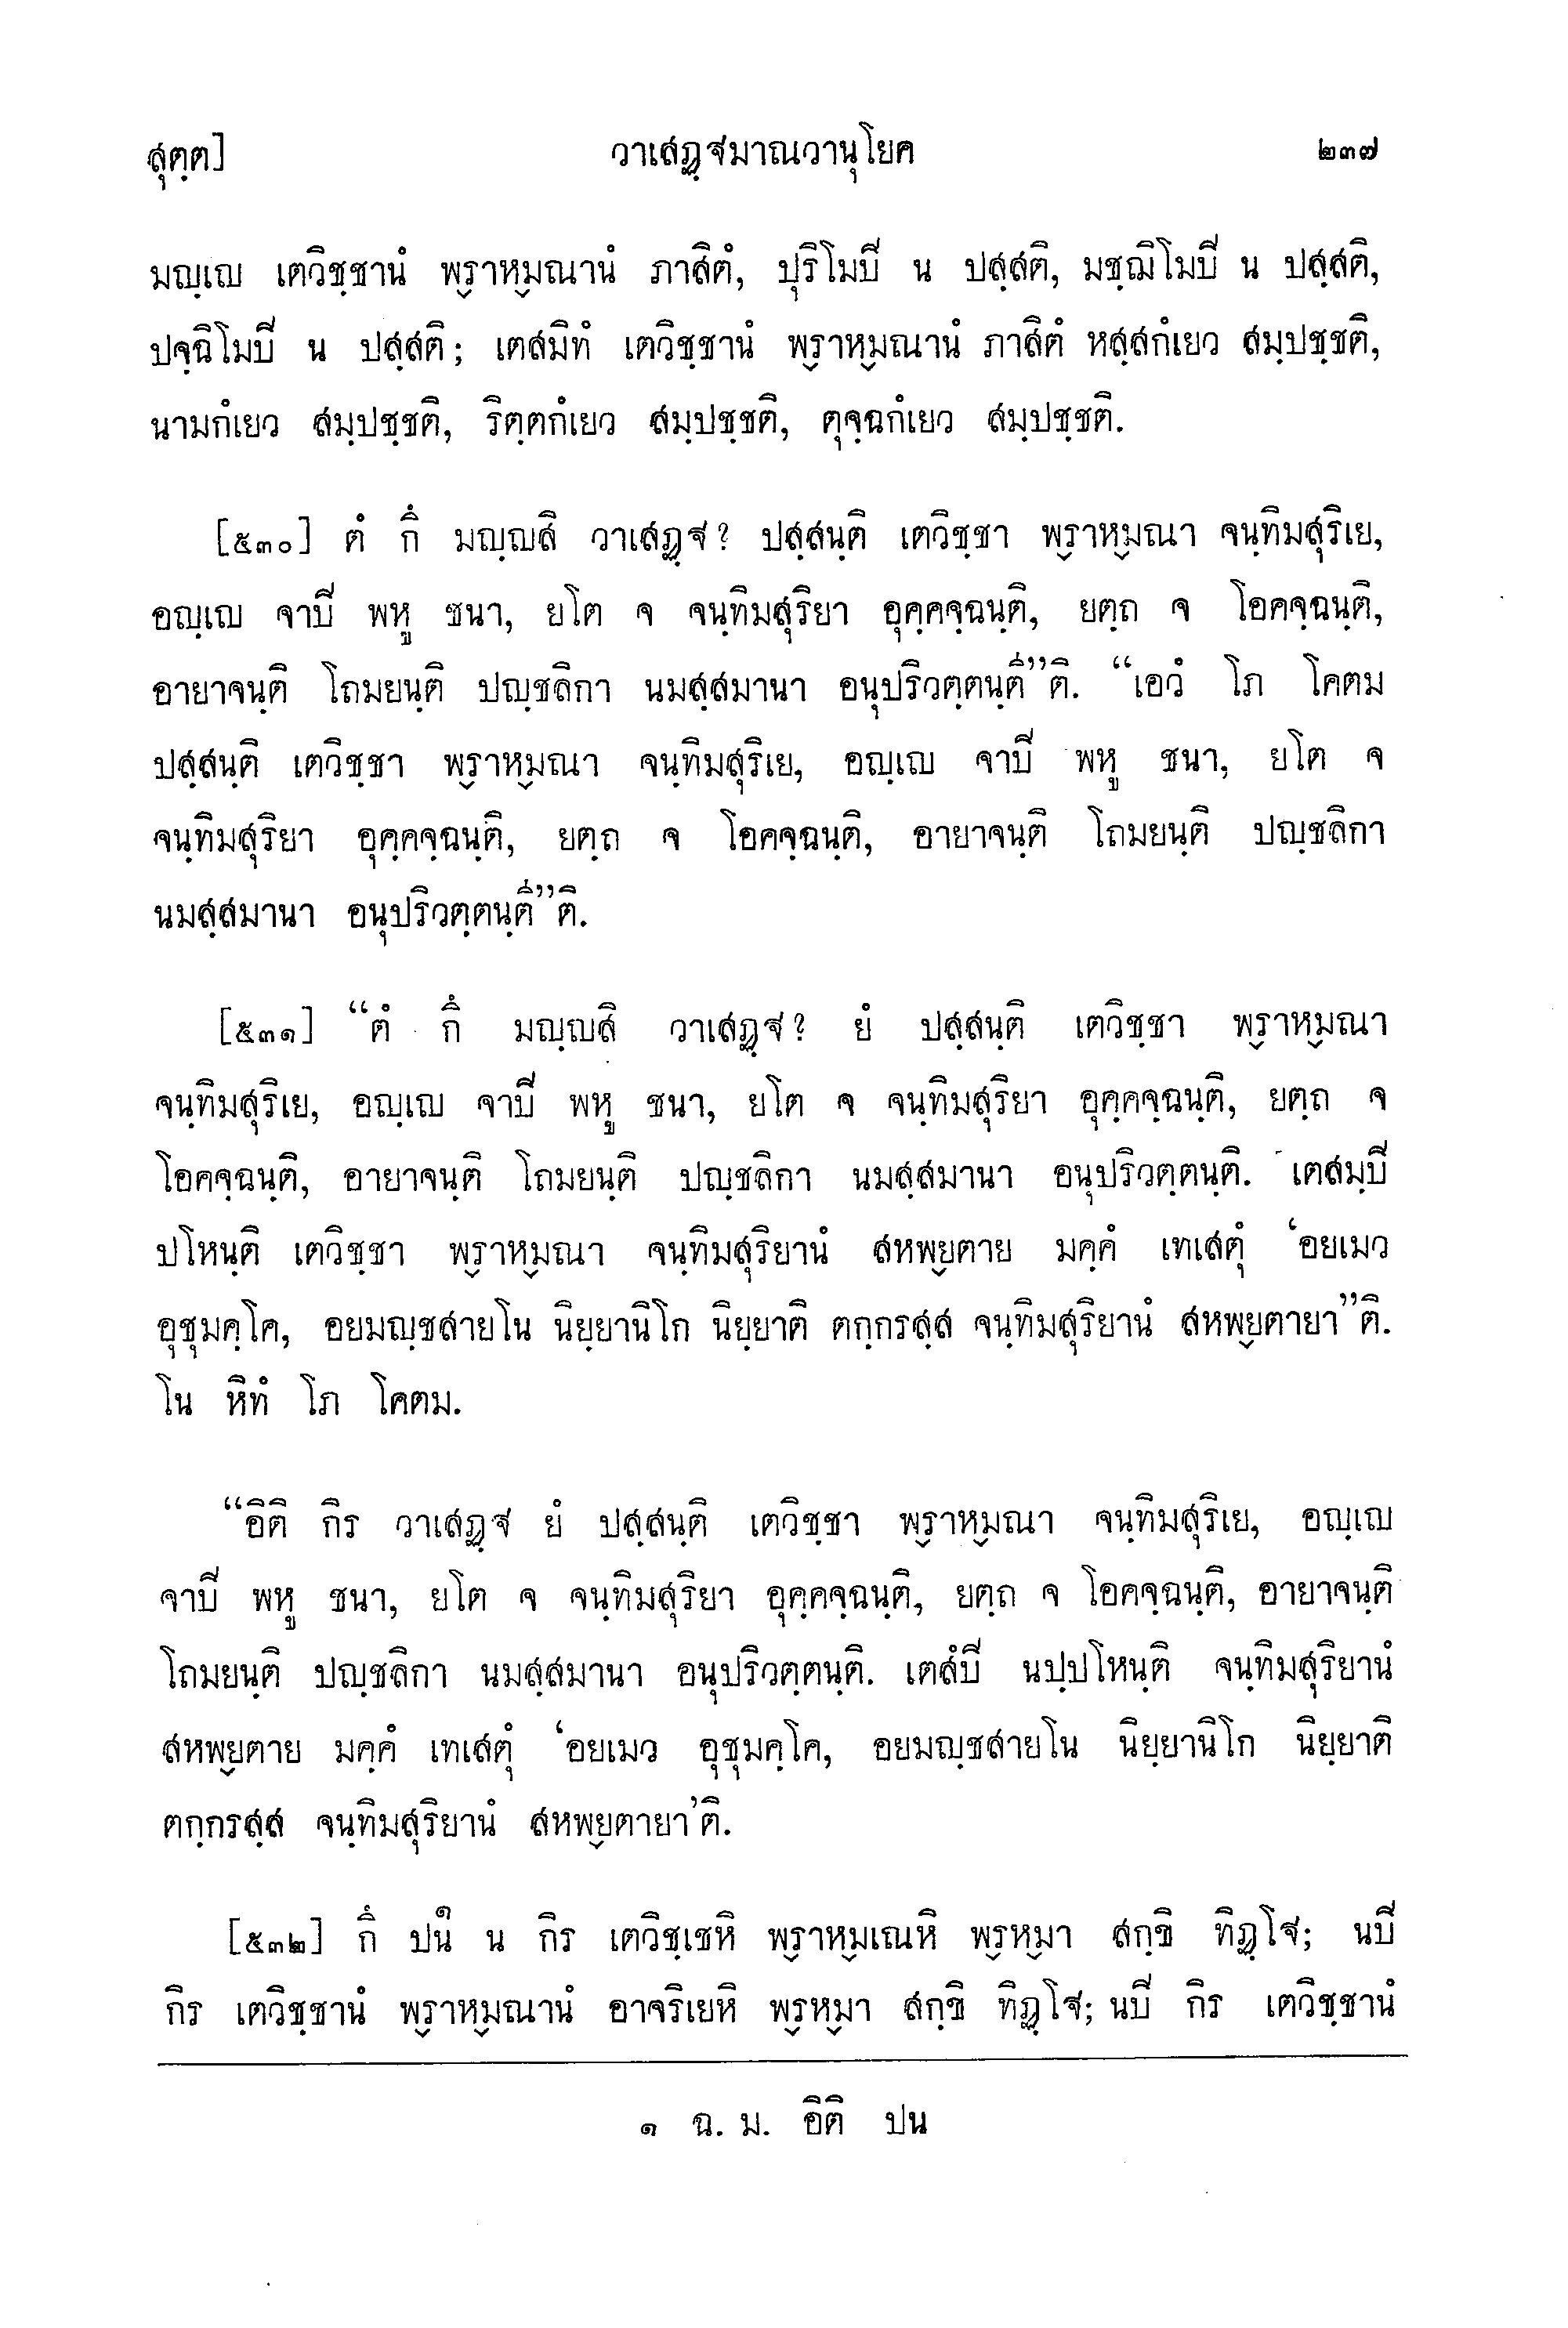 สุตฺต] วาเสฏฺฐมาณวานุโยค ๒๓๗
มญฺเญ เตวิชฺชานํ พฺราหฺมณานํ ภาสิตํ, ปุริโมปิ น ปสฺสติ, มชฺฌิโมปิ น ปสฺสติ,
ปจฺฉิโมปิ น ปสฺสติ; เตสมิทํ เตวิชฺชานํ พฺราหฺมณานํ ภาสิตํ หสฺสกํเยว สมฺปชฺชติ,
นามกํเยว สมฺปชฺชติ, ริตฺตกํเยว สมฺปชฺชติ, ตุจฺฉกํเยว สมฺปชฺชติ.
[๕๓๐] ตํ กึ มญฺญสิ วาเสฏฺฐ? ปสฺสนฺติ เตวิชฺชา พฺราหฺมณา จนฺทิมสุริเย,
อญฺเญ จาปิ พหู ชนา, ยโต จ จนฺทิมสุริยา อุคฺคจฺฉนฺติ, ยตฺถ จ โอคจฺฉนฺติ,
อายาจนฺติ โถมยนฺติ ปญฺชลิกา นมสฺสมานา อนุปริวตฺตนฺตี”ติ. “เอวํ โภ โคตม
ปสฺสนฺติ เตวิชฺชา พฺราหฺมณา จนฺทิมสุริเย, อญฺเญ จาปิ พหู ชนา, ยโต จ
จนฺทิมสุริยา อุคฺคจฺฉนฺติ, ยตฺถ จ โอคจฺฉนฺติ, อายาจนฺติ โถมยนฺติ ปญฺชลิกา
นมสฺสมานา อนุปริวตฺตนฺตี”ติ.
[๕๓๑] “ตํ กึ มญฺญสิ วาเสฏฺฐ? ยํ ปสฺสนฺติ เตวิชฺชา พฺราหฺมณา
จนฺทิมสุริเย, อญฺเญ จาปิ พหู ชนา, ยโต จ จนฺทิมสุริยา อุคฺคจฺฉนฺติ, ยตฺถ จ
โอคจฺฉนฺติ, อายาจนฺติ โถมยนฺติ ปญฺชลิกา นมสฺสมานา อนุปริวตฺตนฺติ. เตสมฺปิ
ปโหนฺติ เตวิชฺชา พฺราหฺมณา จนฺทิมสุริยานํ สหพฺยตาย มคฺคํ เทเสตุํ ‘อยเมว
อุชุมคฺโค, อยมญฺชสายโน นิยฺยานิโก นิยฺยาติ ตกฺกรสฺส จนฺทิมสุริยานํ สหพฺยตายา”ติ.
โน หิทํ โภ โคตม.
“อิติ กิร วาเสฏฺฐ ยํ ปสฺสนฺติ เตวิชฺชา พฺราหฺมณา จนฺทิมสุริเย, อญฺเญ
จาปิ พหู ชนา, ยโต จ จนฺทิมสุริยา อุคฺคจฺฉนฺติ, ยตฺถ จ โอคจฺฉนฺติ, อายาจนฺติ
โถมยนฺติ ปญฺชลิกา นมสฺสมานา อนุปริวตฺตนฺติ. เตสํปิ นปฺปโหนฺติ จนฺทิมสุริยานํ
สหพฺยตาย มคฺคํ เทเสตุํ ‘อยเมว อุชุมคฺโค, อยมญฺชสายโน นิยฺยานิโก นิยฺยาติ
ตกฺกรสฺส จนฺทิมสุริยานํ สหพฺยตายา’ติ.
[๕๓๒] กึ ปน๑ น กิร เตวิชฺเชหิ พฺราหฺมเณหิ พฺรหฺมา สกฺขิ ทิฏฺโฐ; นปิ
กิร เตวิชฺชานํ พฺราหฺมณานํ อาจริเยหิ พฺรหฺมา สกฺขิ ทิฏฺโฐ; นปิ กิร เตวิชฺชานํ
๑ ฉ. ม. อิติ ปน